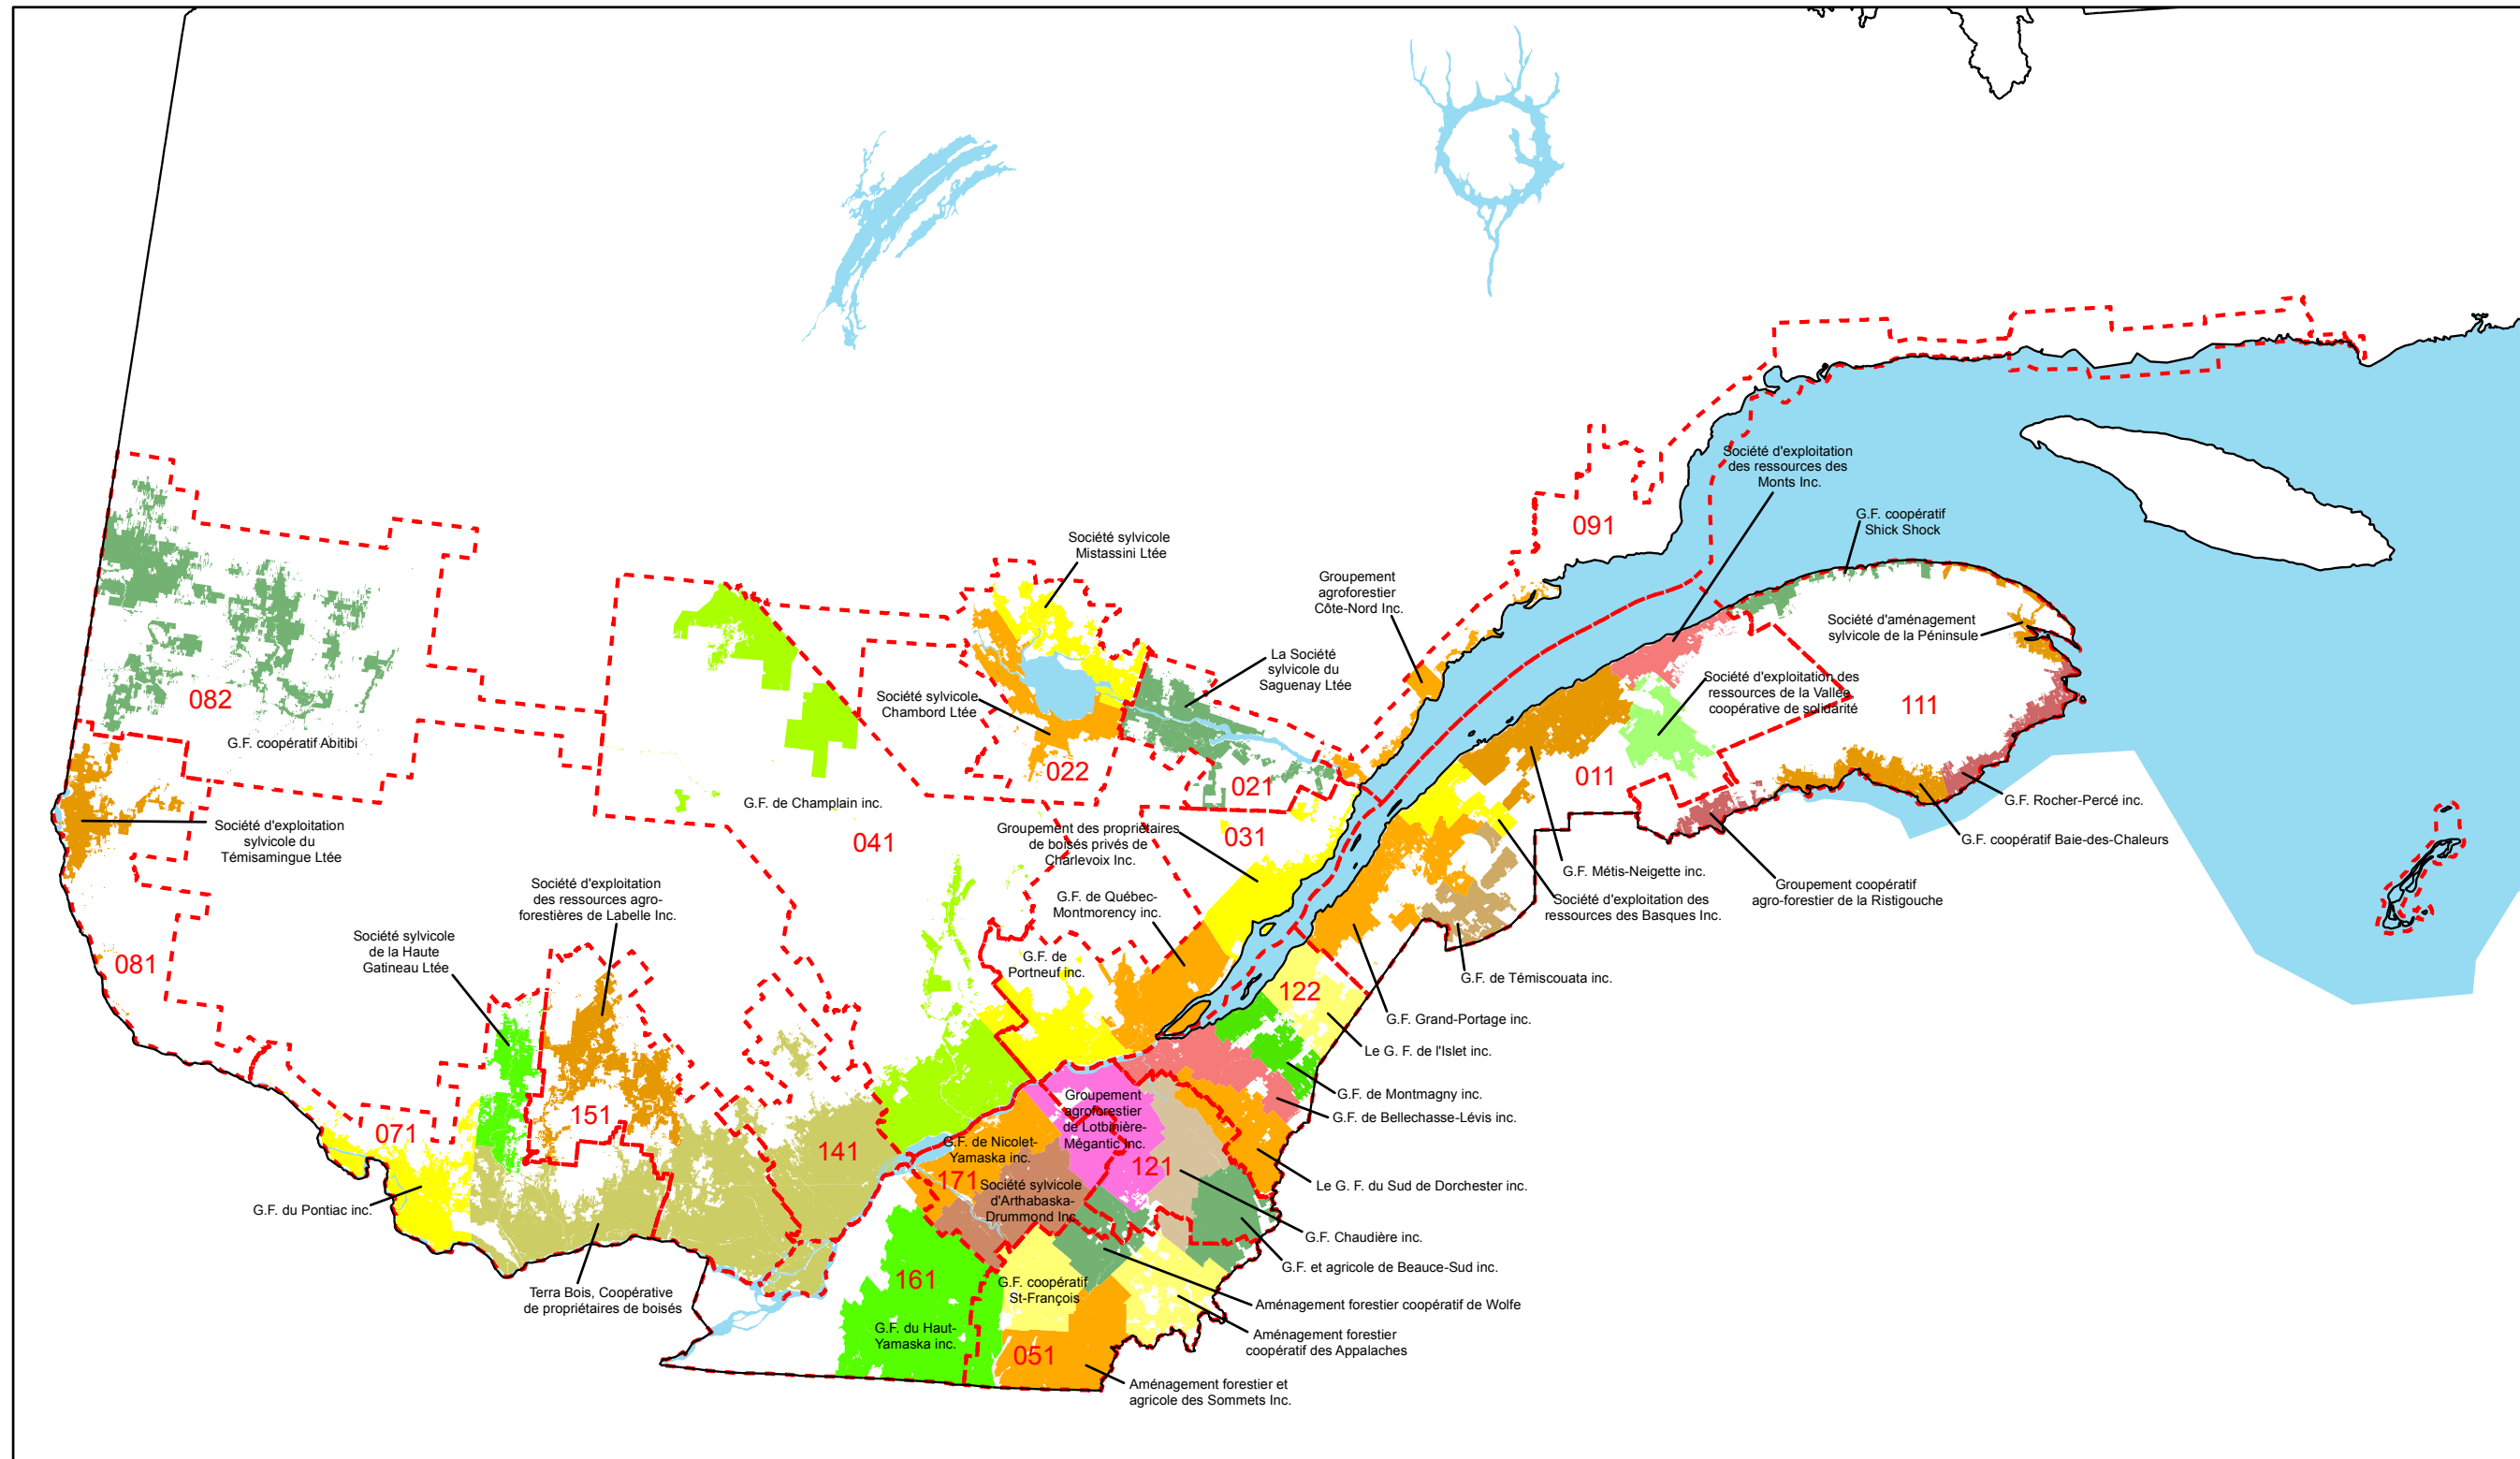 Société d'exploitation
des ressources des
Monts Inc.
G.F. coopératif
Shick Shock
091
Société sylvicole
Mistassini Ltée
Groupement
agroforestier
Côte-Nord Inc.
Société d'aménagement
sylvicole de la Péninsule
La Société
sylvicole du
Saguenay Ltée
Société sylvicole
Chambord Ltée
Société d'exploitation des
ressources de la Vallée
coopérative de solidarité
111
082
G.F. coopératif Abitibi
022
021
011
G.F. de Champlain inc.
041
G.F. Rocher-Percé inc.
Société d'exploitation
sylvicole du
Témisamingue Ltée
Groupement des propriétaires
de boisés privés de
Charlevoix Inc.
031
G.F. coopératif Baie-des-Chaleurs
G.F. Métis-Neigette inc.
Groupement coopératif
agro-forestier de la Ristigouche
Société d'exploitation
des ressources agro-
forestières de Labelle Inc.
G.F. de Québec-
Montmorency inc.
Société d'exploitation des
ressources des Basques Inc.
Société sylvicole
de la Haute
Gatineau Ltée
081
G.F. de
Portneuf inc.
G.F. de Témiscouata inc.
122
G.F. Grand-Portage inc.
Le G. F. de l'Islet inc.
G.F. de Montmagny inc.
G.F. de Bellechasse-Lévis inc.
151
071
Groupement
agroforestier
de Lotbinière-
Mégantic Inc.
141
G.F. de Nicolet-
Yamaska inc.
121
171
Société sylvicole
d'Arthabaska-
Drummond Inc.
Le G. F. du Sud de Dorchester inc.
G.F. du Pontiac inc.
G.F. Chaudière inc.
G.F. et agricole de Beauce-Sud inc.
161
G.F. coopératif
St-François
Terra Bois, Coopérative
de propriétaires de boisés
Aménagement forestier coopératif de Wolfe
G.F. du Haut-
Yamaska inc.
Aménagement forestier
coopératif des Appalaches
051
Aménagement forestier et
agricole des Sommets Inc.